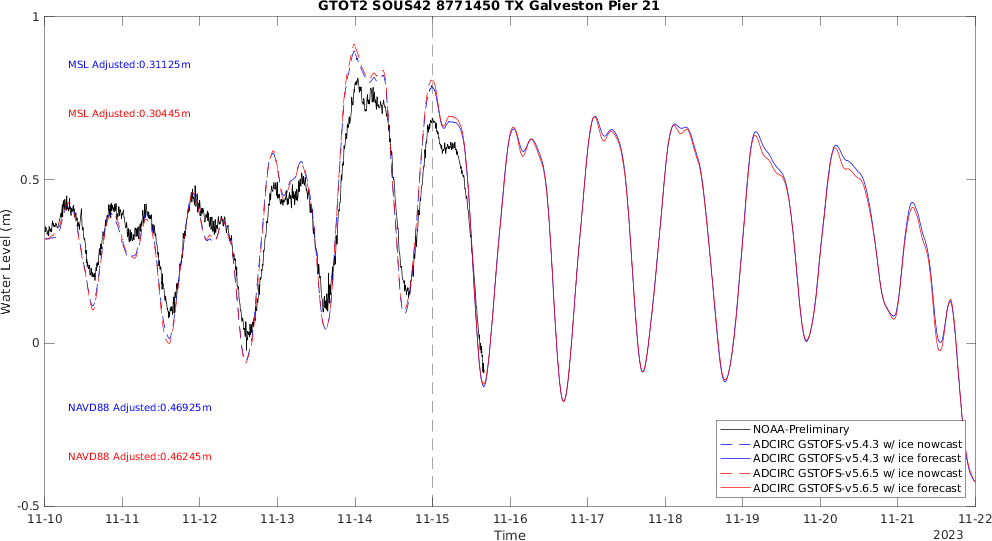 GTOT2 SOUS42 8771450 TX Galveston Pier 21
1
MSL Adjusted:0.31125m
MSL Adjusted:0.30445m
0.5
Water Level (m)
0
NAVD88 Adjusted:0.46925m
NAVD88 Adjusted:0.46245m
NOAA-Preliminary
ADCIRC GSTOFS-v5.4.3 w/ ice nowcast
ADCIRC GSTOFS-v5.4.3 w/ ice forecast
ADCIRC GSTOFS-v5.6.5 w/ ice nowcast
ADCIRC GSTOFS-v5.6.5 w/ ice forecast
-0.5
11-10 11-11 11-12 11-13 11-14 11-15 11-16 11-17 11-18 11-19 11-20 11-21 11-22
Time
2023